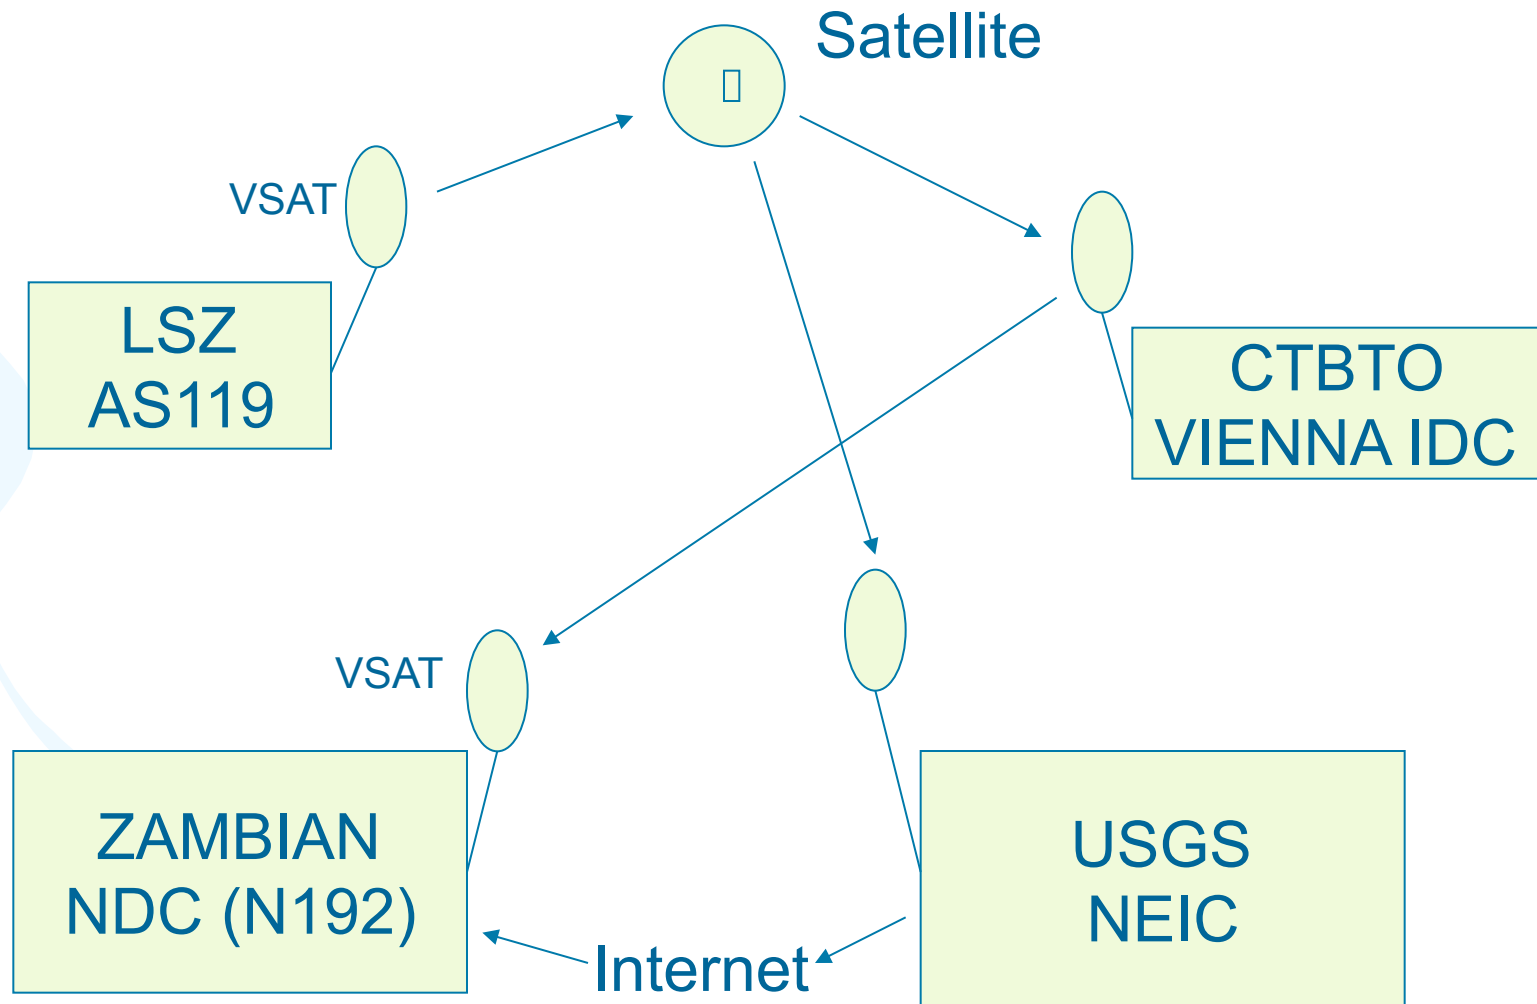 Satellite
VSAT
LSZ
AS119
CTBTO
VIENNA IDC
VSAT
ZAMBIAN
NDC (N192)
USGS
NEIC
Internet